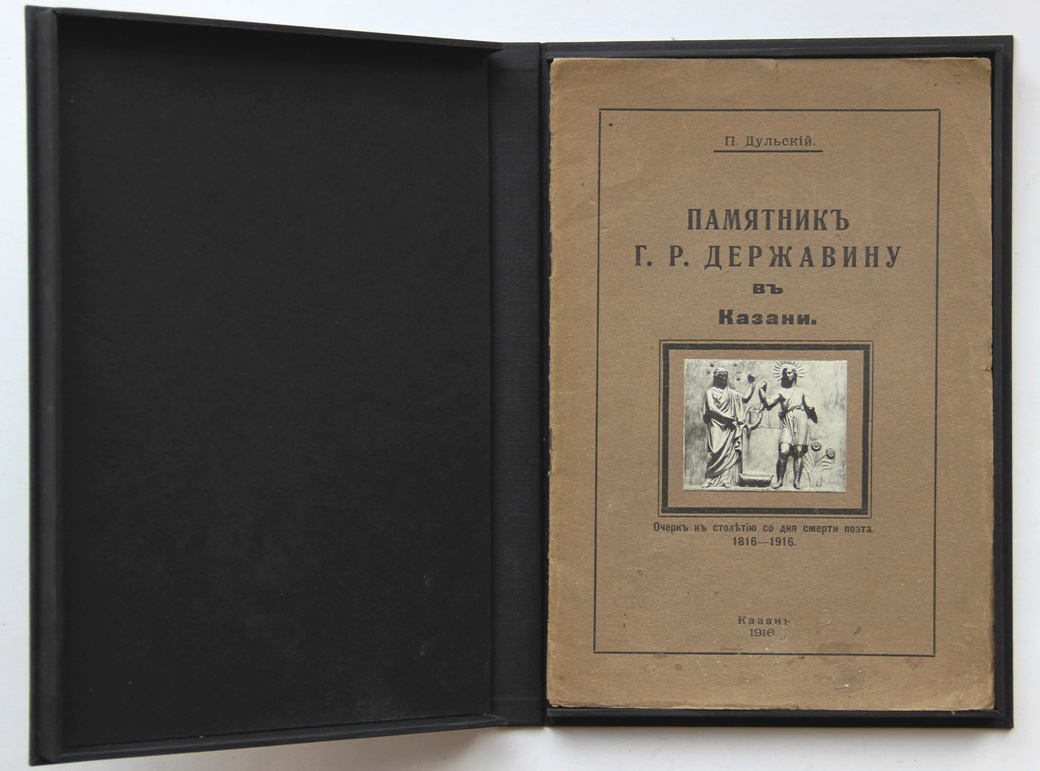 П. Дульскій.
ПАМЯТНИКЪ
Г. Р. ДЕРЖАВИНУ
въ
Казани.
Очеркъ къ столѣтію со дня смерти поэта.
1816—1916.
Казань
1916.